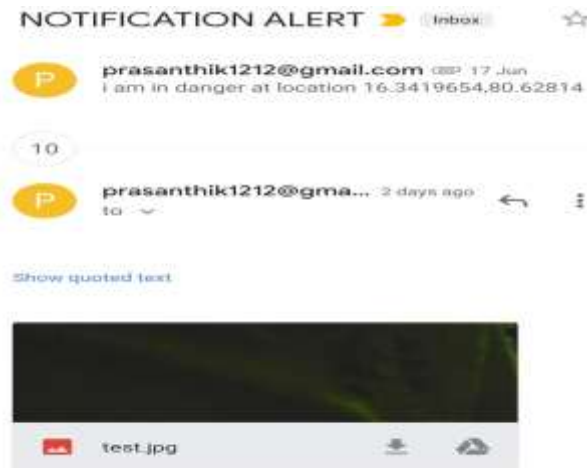 NOTIFICATION ALERT Inbox
P prasanthik1212@gmail.com 17 Jun
i am in danger at location 16.3419654,80.62814
10
P prasanthik1212@gma... 2 days ago
to
Show quoted text
test.jpg